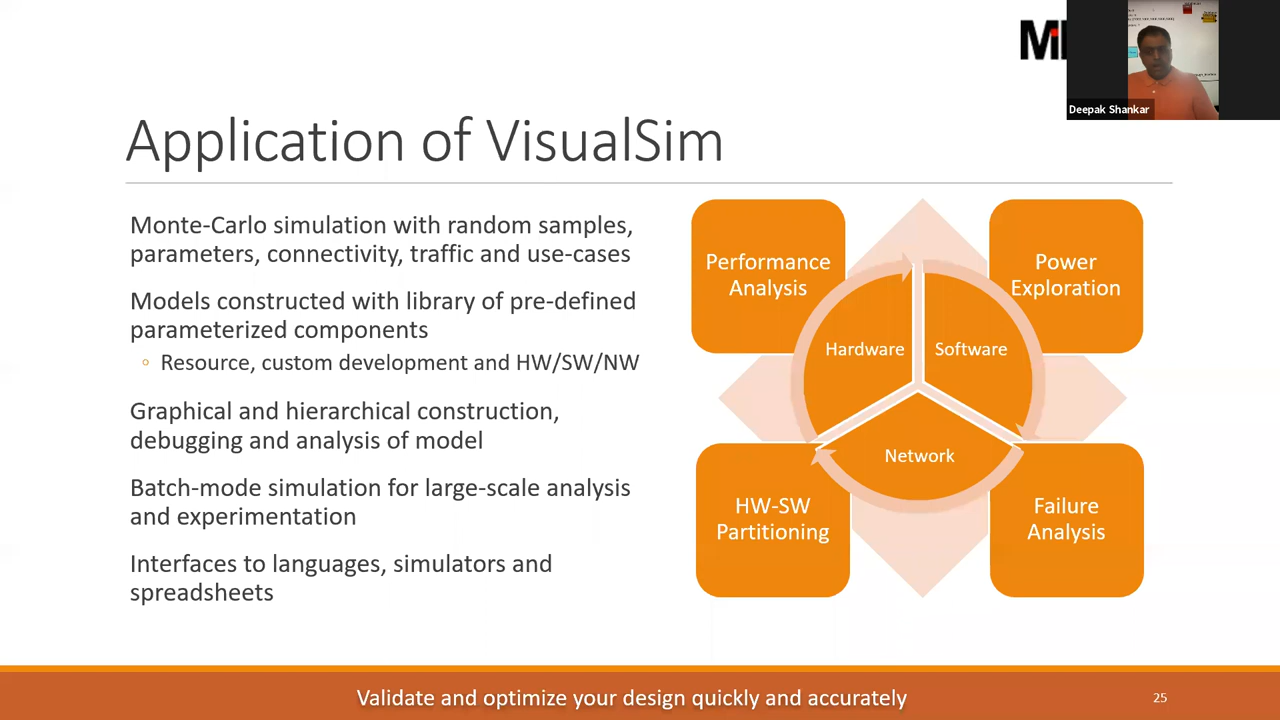 Deepak Shankar
Application of VisualSim
Monte-Carlo simulation with random samples,
parameters, connectivity, traffic and use-cases
Models constructed with library of pre-defined
parameterized components
Resource, custom development and HW/SW/NW
Graphical and hierarchical construction,
debugging and analysis of model
Batch-mode simulation for large-scale analysis
and experimentation
Interfaces to languages, simulators and
spreadsheets
Performance
Analysis
Power
Exploration
Hardware
Software
Network
HW-SW
Partitioning
Failure
Analysis
Validate and optimize your design quickly and accurately
25